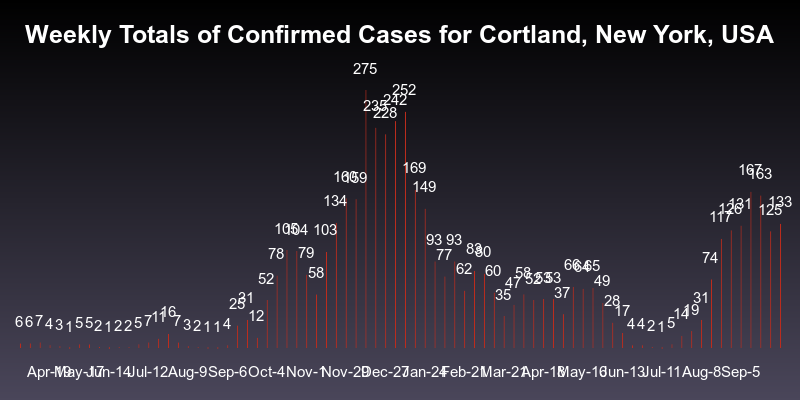 Weekly Totals of Confirmed Cases for Cortland, New York, USA
275
235 228 242 252
169 149
167 163
160 159
134
105 104 103
79 78 58 52
93 77 93 62 83 80 60
35 47 58 52 53 53 37 66 64 65 49
28 17 4 4 2 1 5 14 19 31 74 117 126 131 125 133
6 6 7 4 3 1 5 5 2 1 2 2 5 7 11 16 7 3 2 1 1 4 25 31 12
Apr-19 May-17 Jun-14 Jul-12 Aug-9 Sep-6 Oct-4 Nov-1 Nov-29 Dec-27 Jan-24 Feb-21 Mar-21 Apr-18 May-16 Jun-13 Jul-11 Aug-8 Sep-5